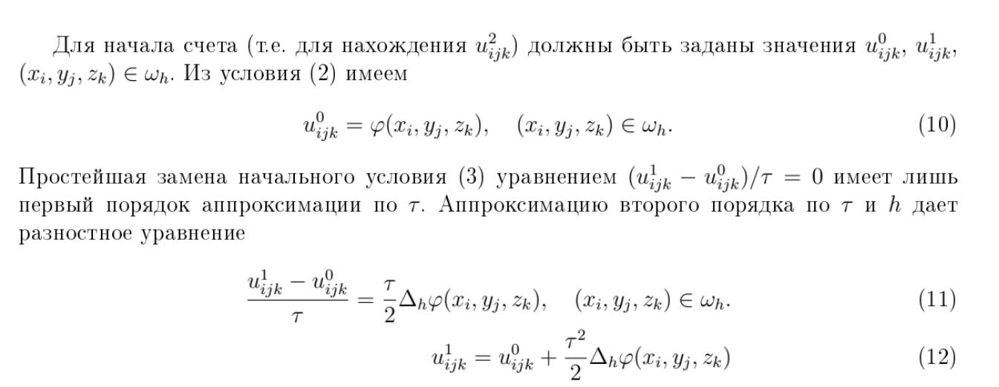 Для начала счета (т.е. для нахождения $u^2_{ijk}$) должны быть заданы значения $u^0_{ijk}$, $u^1_{ijk}$,
$(x_i, y_j, z_k) \in \omega_h$. Из условия (2) имеем
$u^0_{ijk} = \varphi(x_i, y_j, z_k), \quad (x_i, y_j, z_k) \in \omega_h.$ (10)
Простейшая замена начального условия (3) уравнением $(u^1_{ijk} - u^0_{ijk})/\tau = 0$ имеет лишь
первый порядок аппроксимации по $\tau$. Аппроксимацию второго порядка по $\tau$ и $h$ дает
разностное уравнение
$\frac{u^1_{ijk} - u^0_{ijk}}{\tau} = \frac{\tau}{2} \Delta_h \varphi(x_i, y_j, z_k), \quad (x_i, y_j, z_k) \in \omega_h.$ (11)
$u^1_{ijk} = u^0_{ijk} + \frac{\tau^2}{2} \Delta_h \varphi(x_i, y_j, z_k)$ (12)